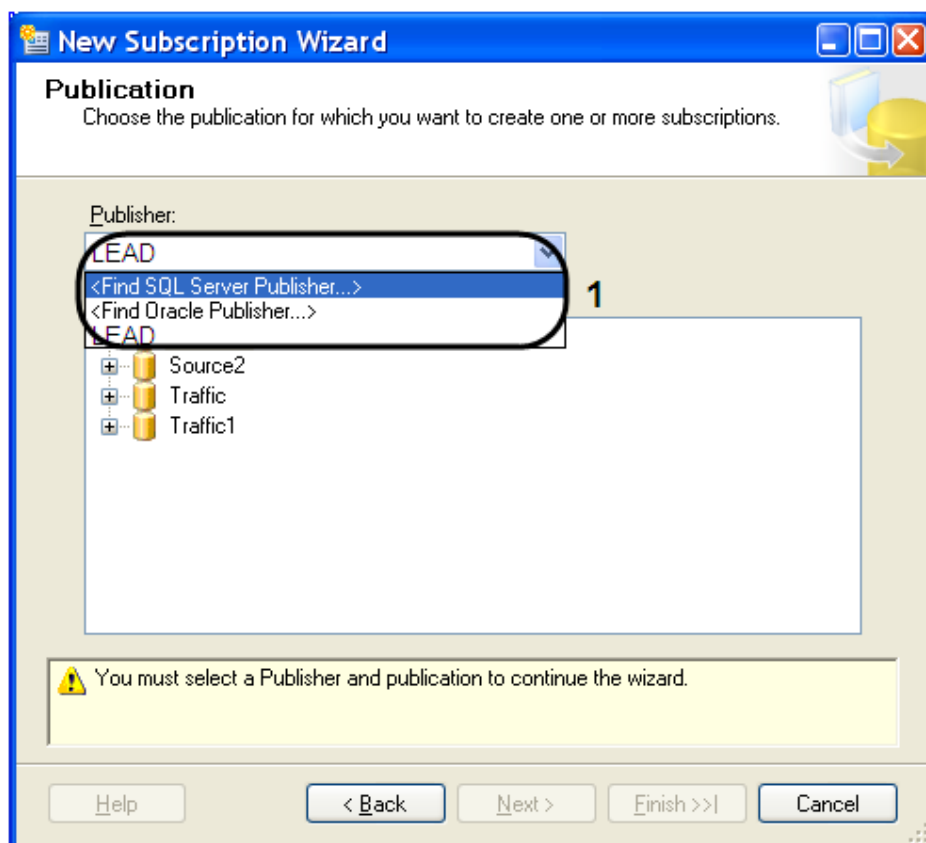 New Subscription Wizard
Publication
Choose the publication for which you want to create one or more subscriptions.
Publisher:
LEAD
<Find SQL Server Publisher...>
1
<Find Oracle Publisher...>
LEAD
Source2
Traffic
Traffic1
You must select a Publisher and publication to continue the wizard.
Help
< Back
Next >
Finish >>|
Cancel